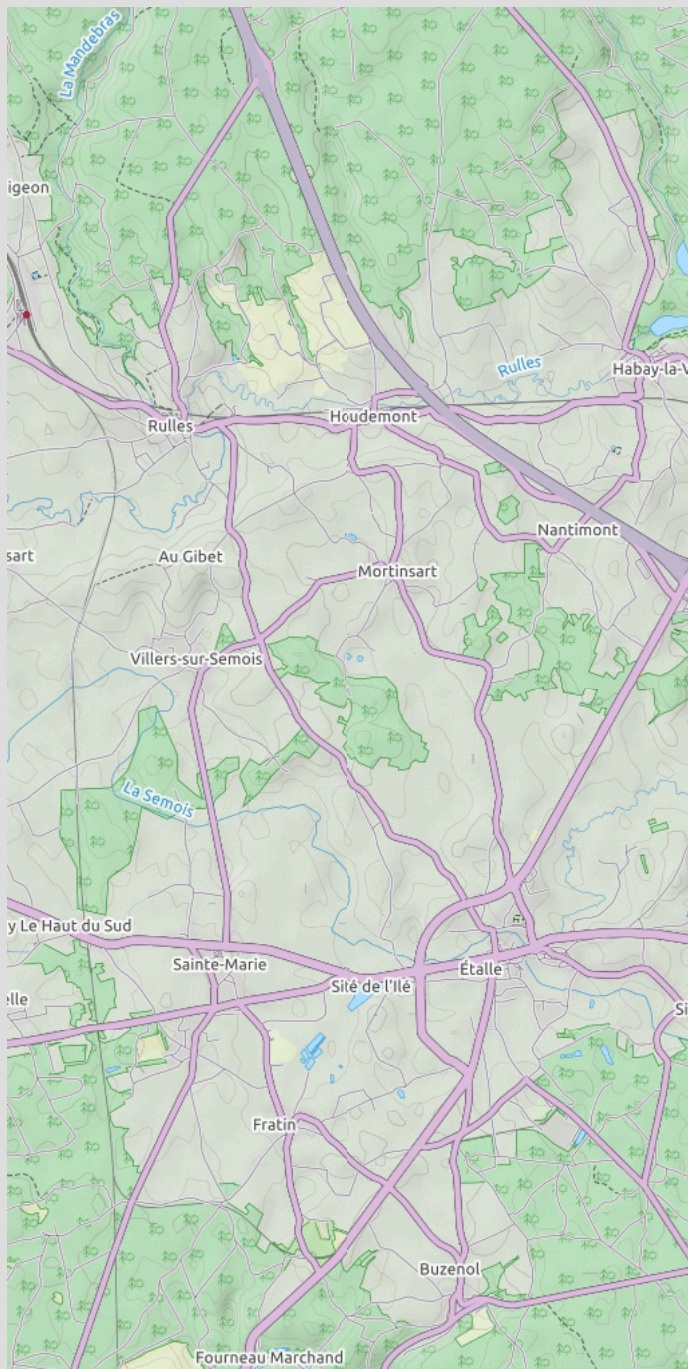 La Mandebras
igeon
Rulles
Habay-la-V
Houdemont
Rulles
Nantimont
sart
Au Gibet
Mortinsart
Villers-sur-Semois
La Semois
y Le Haut du Sud
Sainte-Marie
Étalle
Sité de l'Ilé
elle
Si
Fratin
Buzenol
Fourneau Marchand